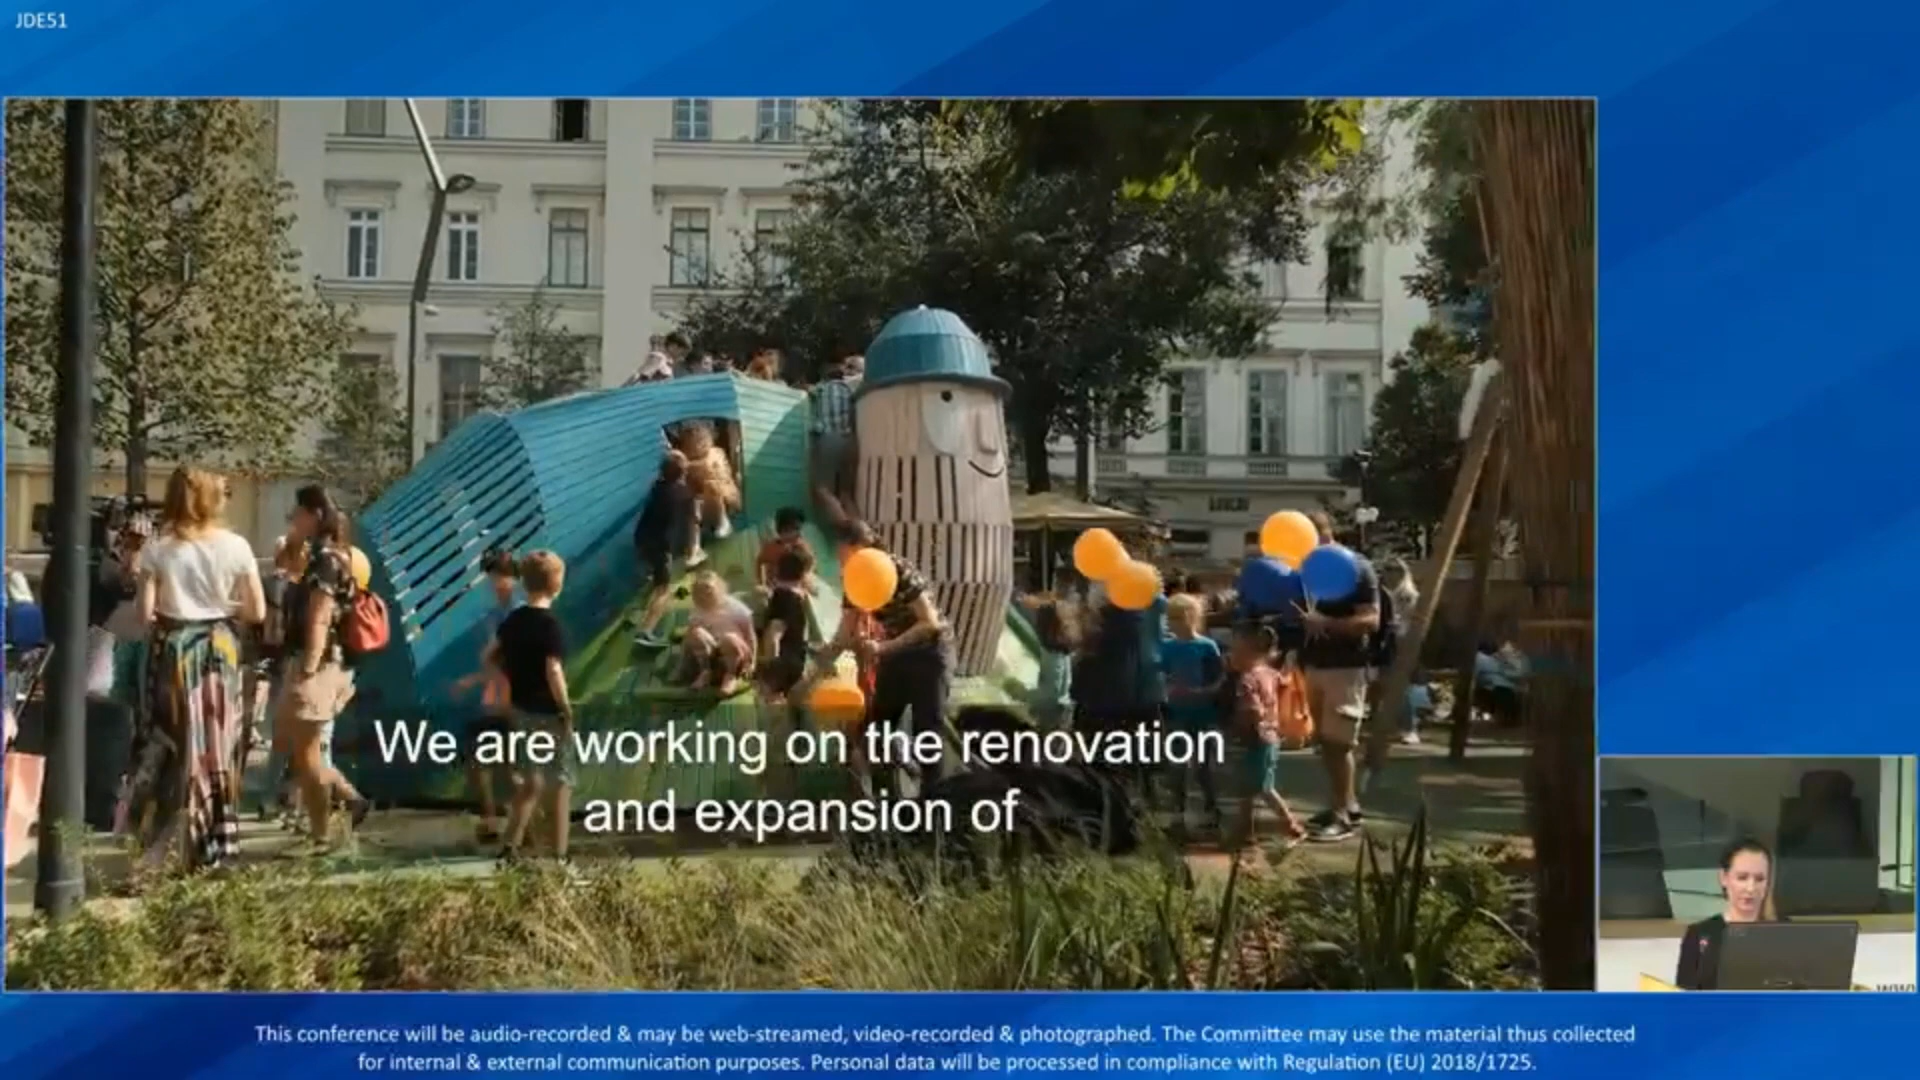 JDE51
We are working on the renovation
and expansion of
This conference will be audio-recorded & may be web-streamed, video-recorded & photographed. The Committee may use the material thus collected
for internal & external communication purposes. Personal data will be processed in compliance with Regulation (EU) 2018/1725.